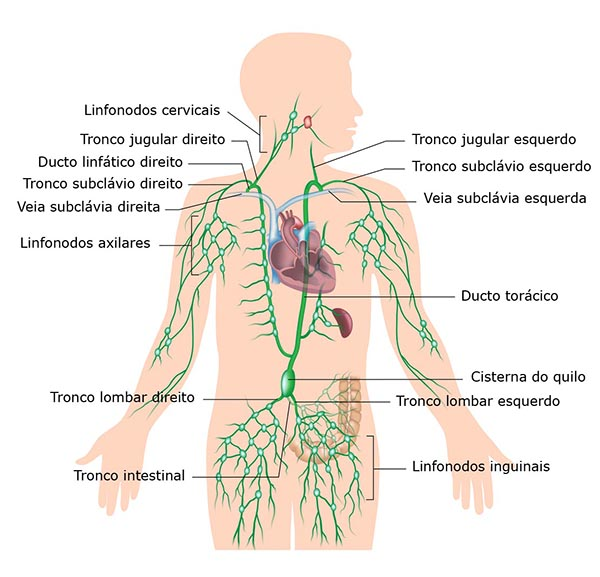 Linfonodos cervicais
Tronco jugular direito
Ducto linfático direito
Tronco subclávio direito
Veia subclávia direita
Linfonodos axilares
Tronco jugular esquerdo
Tronco subclávio esquerdo
Veia subclávia esquerda
Ducto torácico
Cisterna do quilo
Tronco lombar direito
Tronco lombar esquerdo
Tronco intestinal
Linfonodos inguinais